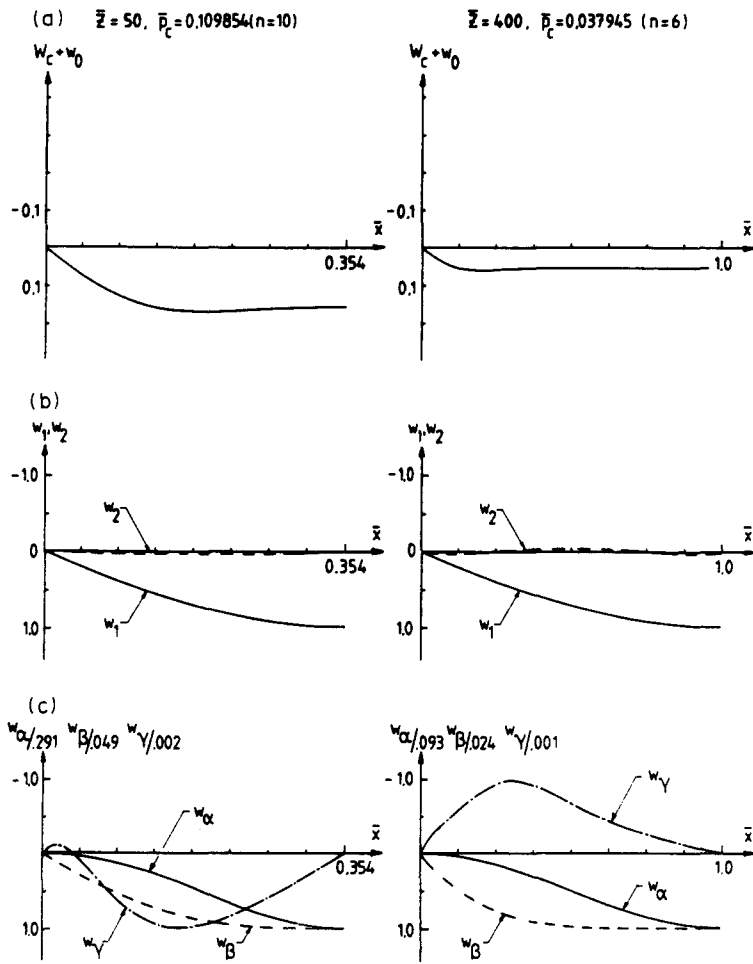 (a) Z̄ = 50, p̄c = 0,109854 (n=10)
Z̄ = 400, p̄c = 0,037945 (n=6)
Wc + w0
Wc + w0
-0.1
-0.1
x̄
x̄
0.354
1.0
0.1
0.1
(b)
w1, w2
w1, w2
-1.0
-1.0
w2
w2
x̄
x̄
0
0
0.354
1.0
w1
w1
1.0
1.0
(c)
wα/.291 wβ/.049 wγ/.002
wα/.093 wβ/.024 wγ/.001
-1.0
-1.0
wα
wγ
x̄
x̄
0.354
1.0
wα
1.0
1.0
wγ
wβ
wβ